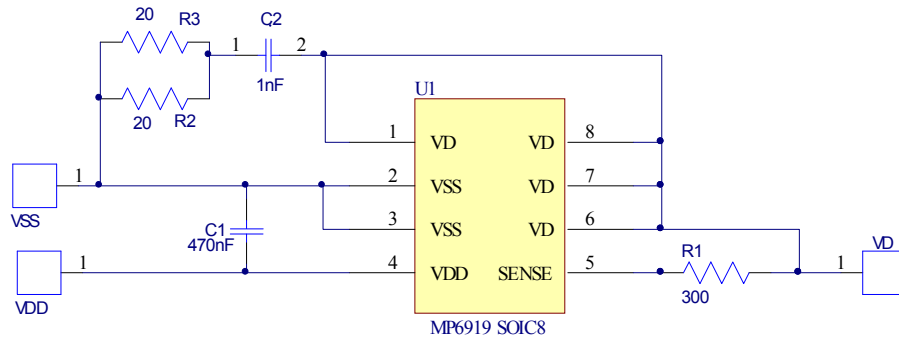 20 R3
1 C2 2
1nF
20 R2
U1
1 VD VD 8
2 VSS VD 7
3 VSS VD 6
4 VDD SENSE 5
MP6919 SOIC8
1
VSS
C1
470nF
1
VDD
R1
300
VD
1